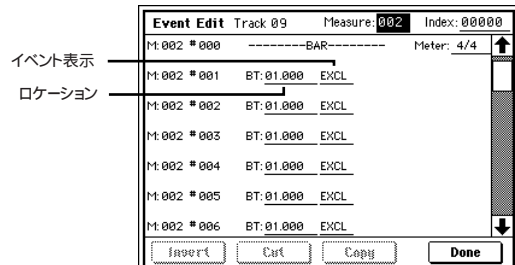 Event Edit Track 09 Measure: 002 Index: 00000
M: 002 #000 --------BAR-------- Meter: 4/4
イベント表示
M: 002 #001 BT: 01.000 EXCL
ロケーション
M: 002 #002 BT: 01.000 EXCL
M: 002 #003 BT: 01.000 EXCL
M: 002 #004 BT: 01.000 EXCL
M: 002 #005 BT: 01.000 EXCL
M: 002 #006 BT: 01.000 EXCL
Insert Cut Copy Done